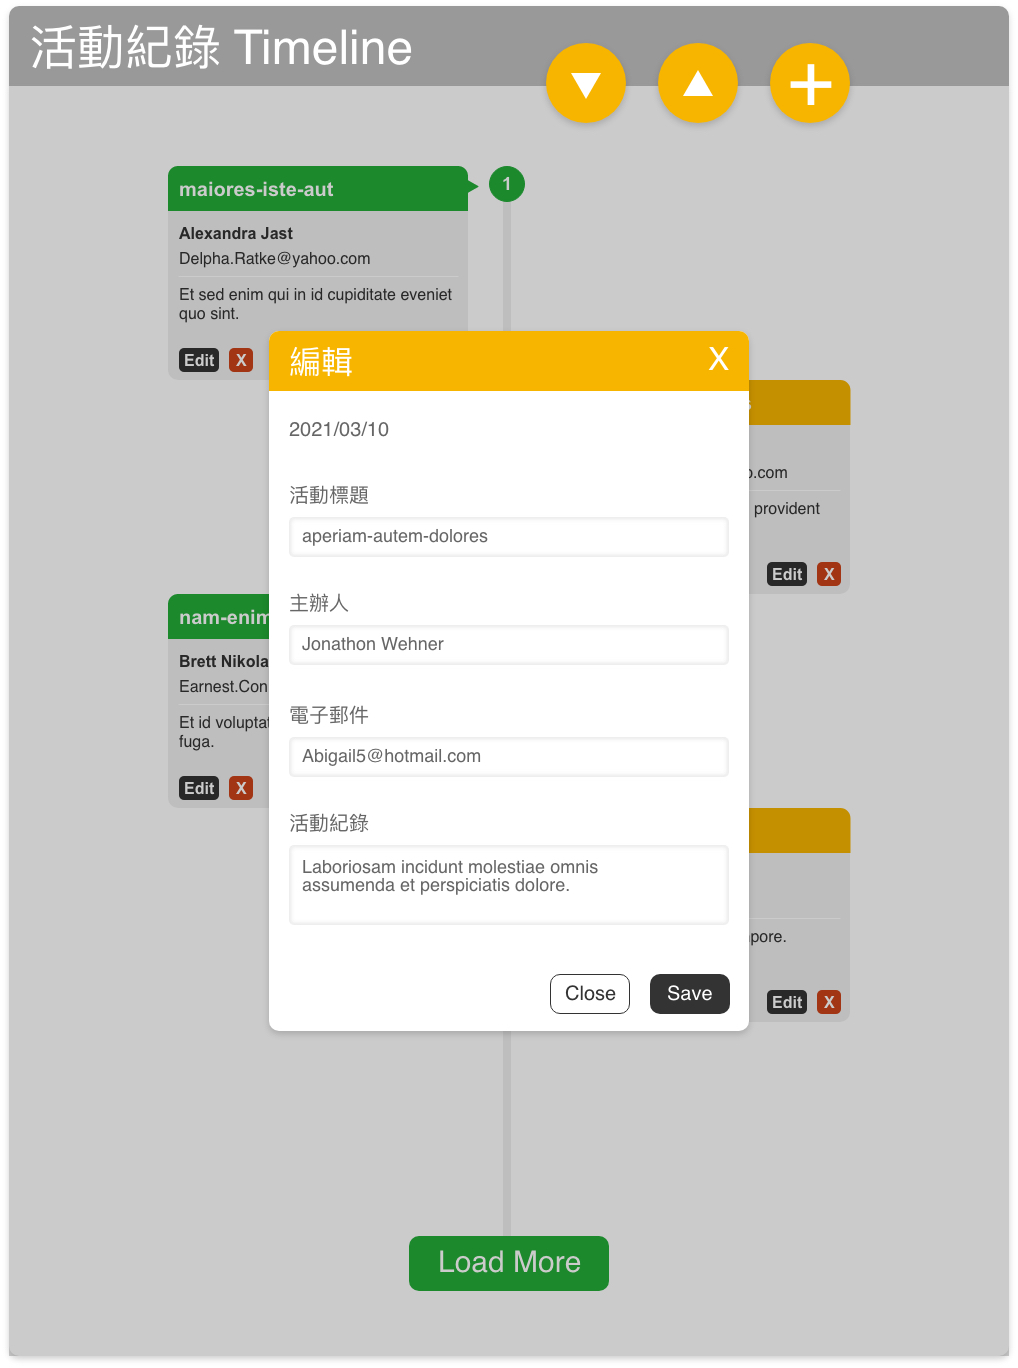 活動紀錄 Timeline
maiores-iste-aut
1
Alexandra Jast
Delpha.Ratke@yahoo.com
Et sed enim qui in id cupiditate eveniet
quo sint.
Edit X
編輯 X
2021/03/10
活動標題
aperiam-autem-dolores
主辦人
Jonathon Wehner
電子郵件
Abigail5@hotmail.com
活動紀錄
Laboriosam incidunt molestiae omnis
assumenda et perspiciatis dolore.
Close Save
.com
provident
Edit X
nam-enim
Brett Nikola
Earnest.Con
Et id voluptat
fuga.
Edit X
pore.
Edit X
Load More